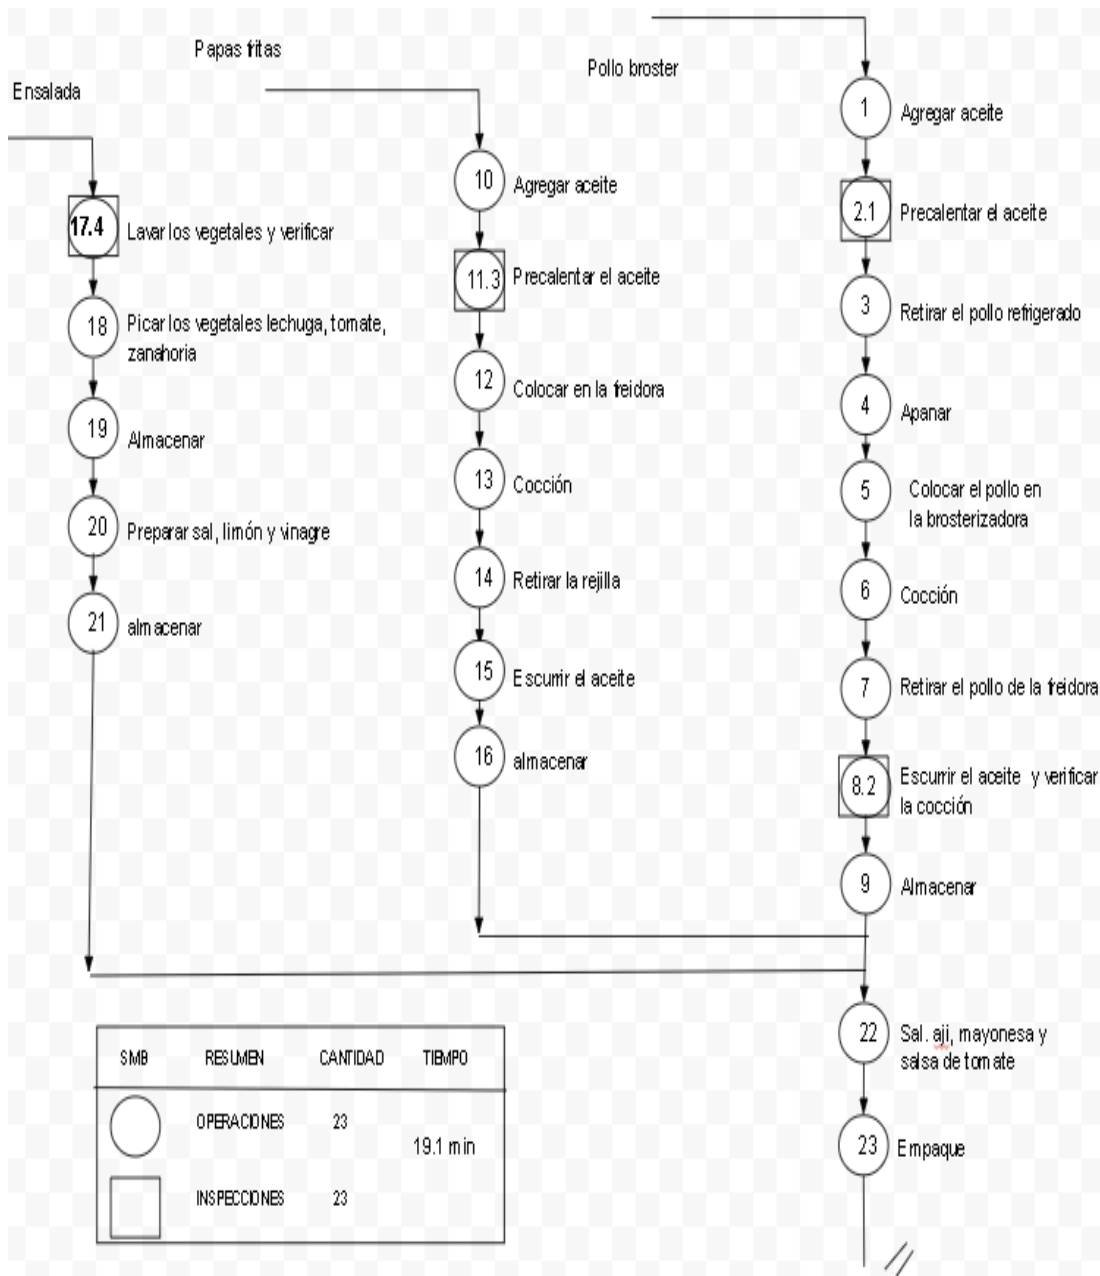 Ensalada
17.4
Lavar los vegetales y verificar
18
Picar los vegetales lechuga, tomate,
zanahoria
19
Almacenar
20
Preparar sal, limón y vinagre
21
almacenar
Papas fritas
10
Agregar aceite
11.3
Precalentar el aceite
12
Colocar en la freidora
13
Cocción
14
Retirar la rejilla
15
Escurrir el aceite
16
almacenar
Pollo broster
1
Agregar aceite
2.1
Precalentar el aceite
3
Retirar el pollo refrigerado
4
Apanar
5
Colocar el pollo en
la brosterizadora
6
Cocción
7
Retirar el pollo de la freidora
8.2
Escurrir el aceite y verificar
la cocción
9
Almacenar
22
Sal. aji, mayonesa y
salsa de tomate
23
Empaque
SMB RESUMEN CANTIDAD TIEMPO
OPERACIONES 23
19.1 min
INSPECCIONES 23